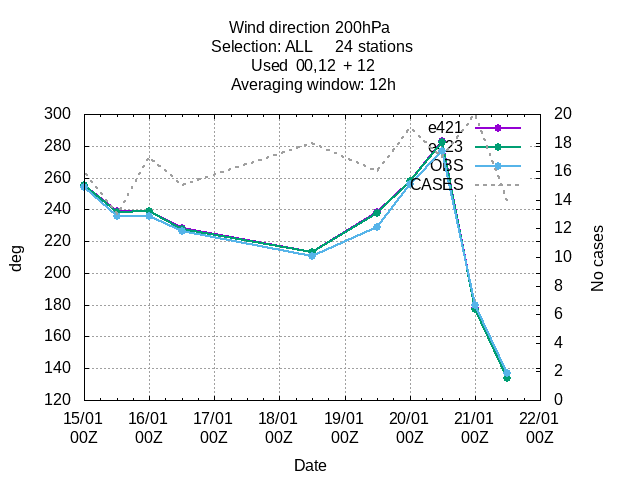 Wind direction 200hPa
Selection: ALL 24 stations
Used 00,12 + 12
Averaging window: 12h
300 20
280 18
260 16
240 14
220 12
200 10
180 8
160 6
140 4
120 2
0
e421
OBS
CASES
deg
No cases
15/01 16/01 17/01 18/01 19/01 20/01 21/01 22/01
00Z 00Z 00Z 00Z 00Z 00Z 00Z 00Z
Date